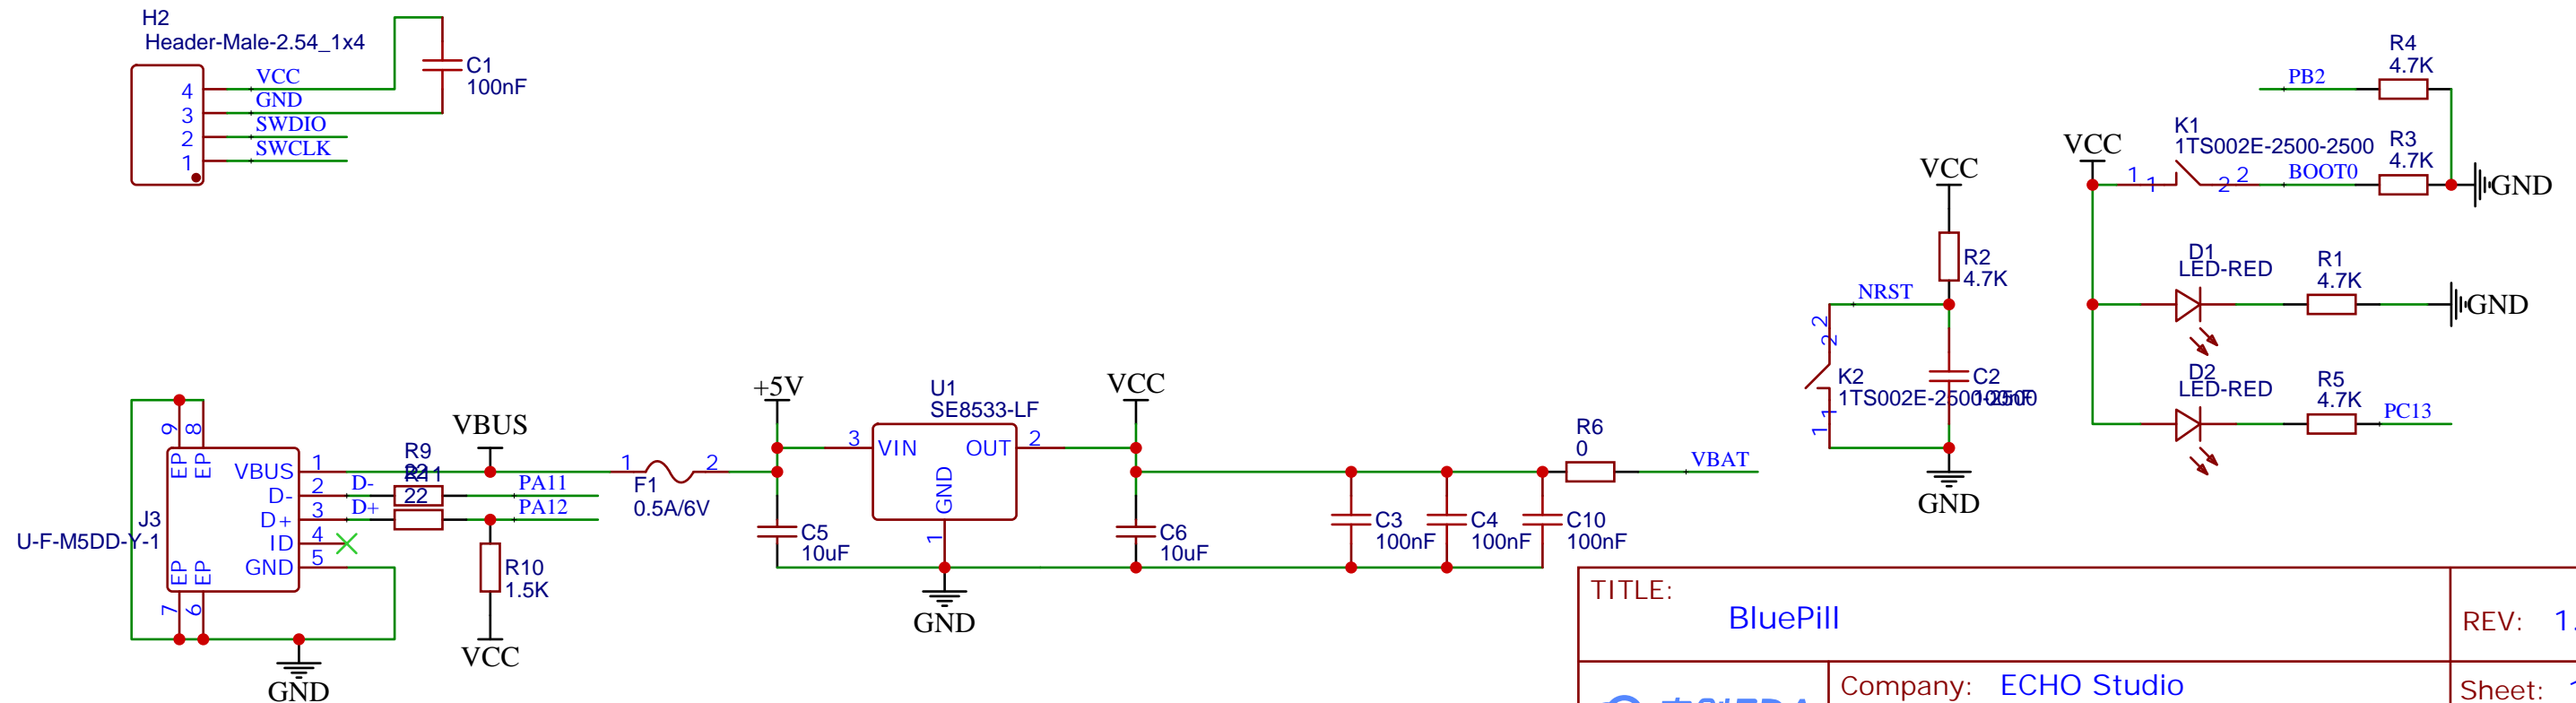 H2
Header-Male-2.54_1x4
4
3
2
1
VCC
GND
SWDIO
SWCLK
C1
100nF
J3
U-F-M5DD-Y-1
9
8
EP
EP
VBUS
D-
D+
ID
GND
EP
EP
7
6
1
2
3
4
5
GND
D-
D+
R9
22
R11
22
VBUS
PA11
PA12
R10
1.5K
VCC
1
2
F1
0.5A/6V
+5V
C5
10uF
U1
SE8533-LF
3
VIN
OUT
2
GND
1
GND
VCC
C6
10uF
C3
100nF
C4
100nF
C10
100nF
R6
0
VBAT
VCC
R2
4.7K
NRST
2
2
K2
1TS002E-2500-2500
1
1
C2
100nF
GND
PB2
R4
4.7K
VCC
K1
1TS002E-2500-2500
1
1
2
2
BOOT0
R3
4.7K
GND
D1
LED-RED
R1
4.7K
GND
D2
LED-RED
R5
4.7K
PC13
TITLE:
BluePill
REV:
Company: ECHO Studio
Sheet: